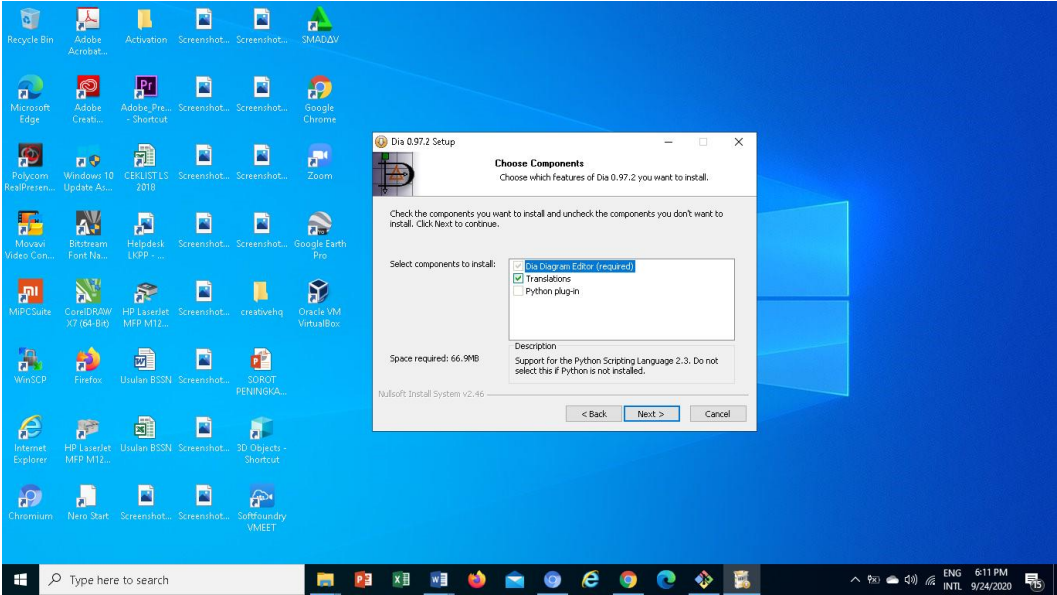 Recycle Bin
Adobe
Acrobat...
Activation
Screenshot...
Screenshot...
SMADΔV
Microsoft
Edge
Adobe
Creati...
Adobe_Pre...
- Shortcut
Screenshot...
Screenshot...
Google
Chrome
Polycom
RealPresen...
Windows 10
Update As...
CEKLIST LS
2018
Screenshot...
Screenshot...
Zoom
Movavi
Video Con...
Bitstream
Font Na...
Helpdesk
LKPP - ...
Screenshot...
Screenshot...
Google Earth
Pro
MiPCSuite
CorelDRAW
X7 (64-Bit)
HP LaserJet
MFP M12...
Screenshot...
creativehq
Oracle VM
VirtualBox
WinSCP
Firefox
Usulan BSSN
Screenshot...
SOROT
PENINGKA...
Internet
Explorer
HP LaserJet
MFP M12...
Usulan BSSN
Screenshot...
3D Objects -
Shortcut
Chromium
Nero Start
Screenshot...
Screenshot...
Softfoundry
VMEET
Dia 0.97.2 Setup
Choose Components
Choose which features of Dia 0.97.2 you want to install.
Check the components you want to install and uncheck the components you don't want to
install. Click Next to continue.
Select components to install:
Dia Diagram Editor (required)
Translations
Python plug-in
Space required: 66.9MB
Description
Support for the Python Scripting Language 2.3. Do not
select this if Python is not installed.
Nullsoft Install System v2.46
< Back
Next >
Cancel
Type here to search
ENG
INTL
6:11 PM
9/24/2020
15